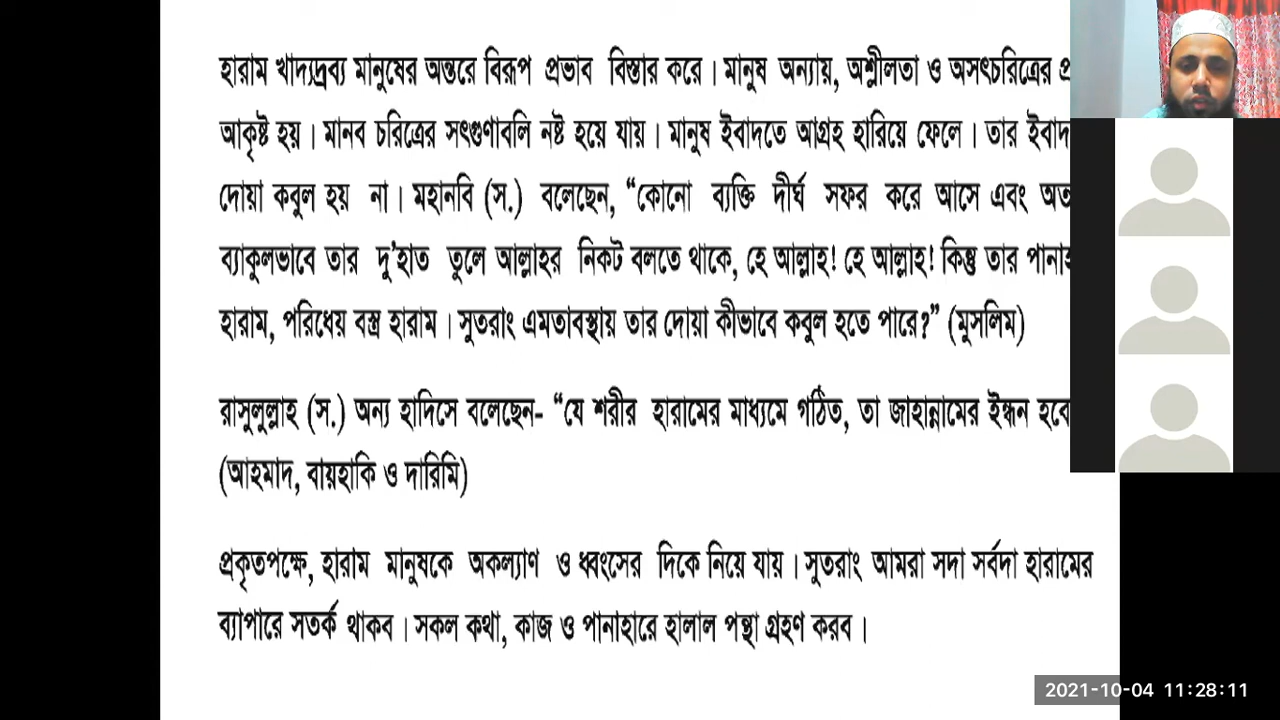 হারাম খাদ্যদ্রব্য মানুষের অন্তরে বিরূপ প্রভাব বিস্তার করে। মানুষ অন্যায়, অশ্লীলতা ও অসৎচরিত্রের
আকৃষ্ট হয়। মানব চরিত্রের সৎগুণাবলি নষ্ট হয়ে যায়। মানুষ ইবাদতে আগ্রহ হারিয়ে ফেলে। তার
দোয়া কবুল হয় না। মহানবি (স.) বলেছেন, “কোনো ব্যক্তি দীর্ঘ সফর করে আসে এবং
ব্যাকুলভাবে তার দু’হাত তুলে আল্লাহর নিকট বলতে থাকে, হে আল্লাহ! হে আল্লাহ! কিন্তু তার
হারাম, পরিধেয় বস্ত্র হারাম। সুতরাং এমতাবস্থায় তার দোয়া কীভাবে কবুল হতে পারে?” (মুসলিম)
রাসুলুল্লাহ (স.) অন্য হাদিসে বলেছেন- “যে শরীর হারামের মাধ্যমে গঠিত, তা জাহান্নামের ইন্ধন হবে
(আহমাদ, বায়হাকি ও দারিমি)
প্রকৃতপক্ষে, হারাম মানুষকে অকল্যাণ ও ধ্বংসের দিকে নিয়ে যায়। সুতরাং আমরা সদা সর্বদা হারামের
ব্যাপারে সতর্ক থাকব। সকল কথা, কাজ ও পানাহারে হালাল পন্থা গ্রহণ করব।
2021-10-04 11:28:11